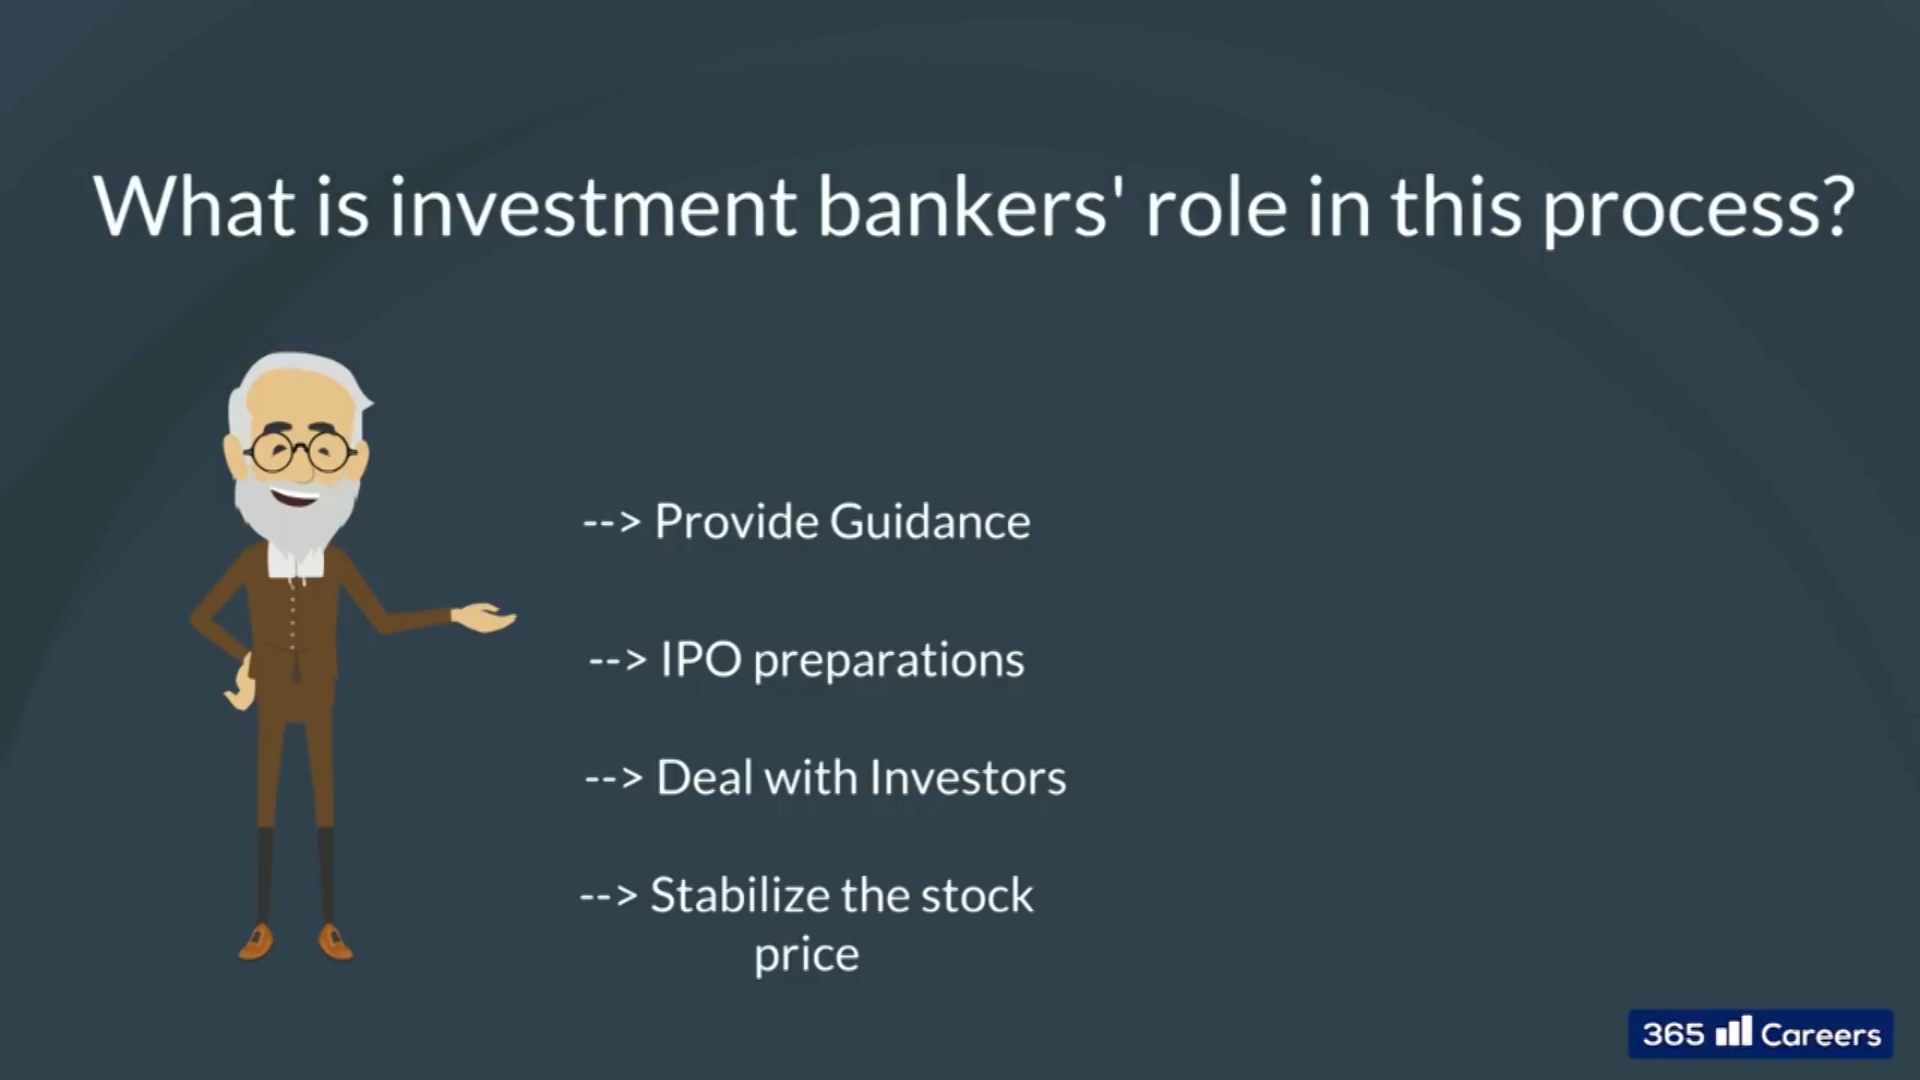 What is investment bankers' role in this process?
--> Provide Guidance
--> IPO preparations
--> Deal with Investors
--> Stabilize the stock
price
365 Careers